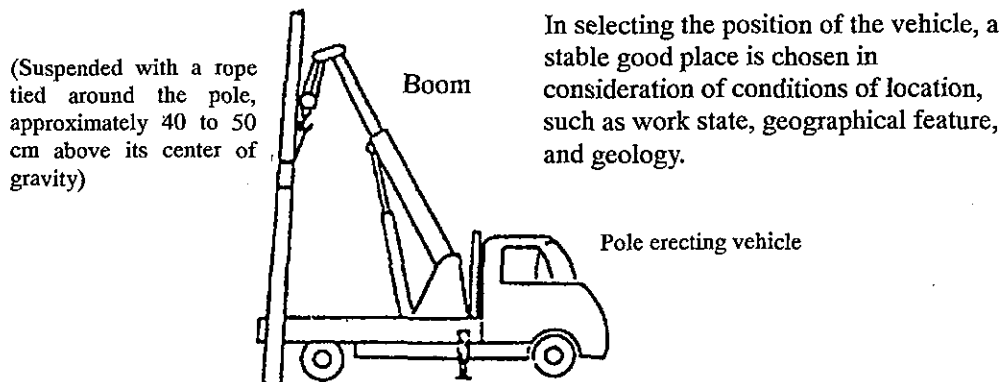 (Suspended with a rope
tied around the pole,
approximately 40 to 50
cm above its center of
gravity)
Boom
In selecting the position of the vehicle, a
stable good place is chosen in
consideration of conditions of location,
such as work state, geographical feature,
and geology.
Pole erecting vehicle